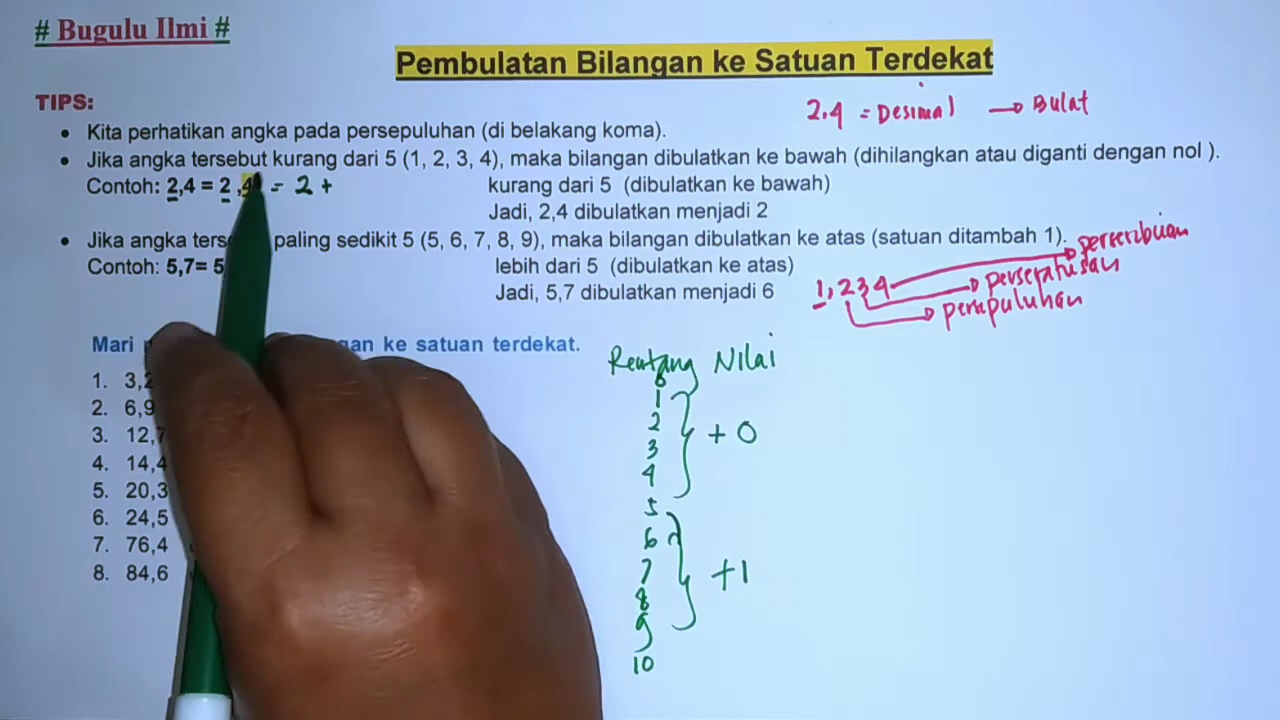 # Bugulu Ilmi #
Pembulatan Bilangan ke Satuan Terdekat
TIPS:
2.4 = Desimal → Bulat
• Kita perhatikan angka pada persepuluhan (di belakang koma).
• Jika angka tersebut kurang dari 5 (1, 2, 3, 4), maka bilangan dibulatkan ke bawah (dihilangkan atau diganti dengan nol ).
Contoh: 2,4 = 2 ,4 = 2 + kurang dari 5 (dibulatkan ke bawah)
Jadi, 2,4 dibulatkan menjadi 2
• Jika angka paling sedikit 5 (5, 6, 7, 8, 9), maka bilangan dibulatkan ke atas (satuan ditambah 1).
Contoh: 5,7= 5 lebih dari 5 (dibulatkan ke atas)
Jadi, 5,7 dibulatkan menjadi 6
perseribuan
1,234 perseratusan
persepuluhan
Mari ke satuan terdekat.
Rentang Nilai
1. 3,2
2. 6,9
3. 12,7
4. 14,4
5. 20,3
6. 24,5
7. 76,4
8. 84,6
0
1
2
3 + 0
4
5
6
7 +1
8
9
10